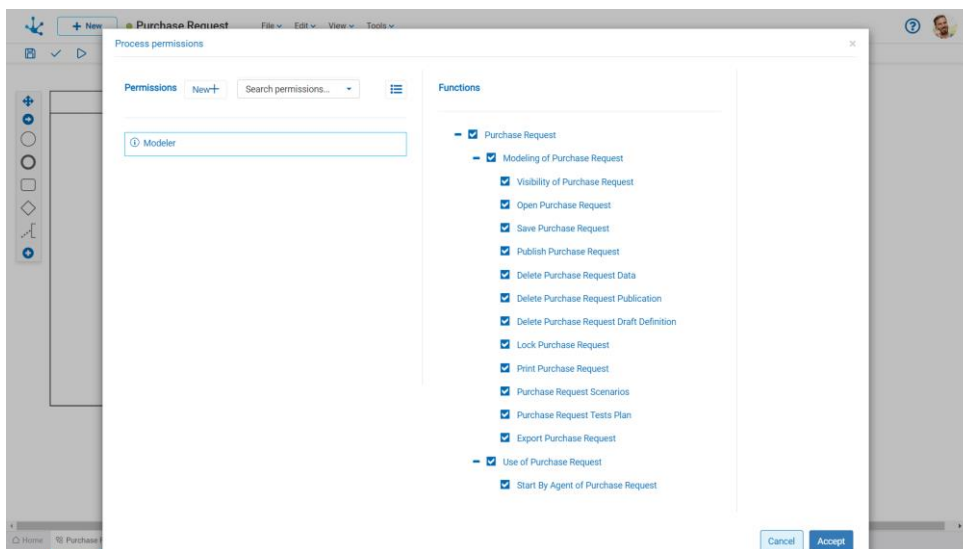 New
Purchase Request
File
Edit
View
Tools
Process permissions
Permissions
New
Search permissions...
Functions
Modeler
Purchase Request
Modeling of Purchase Request
Visibility of Purchase Request
Open Purchase Request
Save Purchase Request
Publish Purchase Request
Delete Purchase Request Data
Delete Purchase Request Publication
Delete Purchase Request Draft Definition
Lock Purchase Request
Print Purchase Request
Purchase Request Scenarios
Purchase Request Tests Plan
Export Purchase Request
Use of Purchase Request
Start By Agent of Purchase Request
Home
Purchase
Cancel
Accept